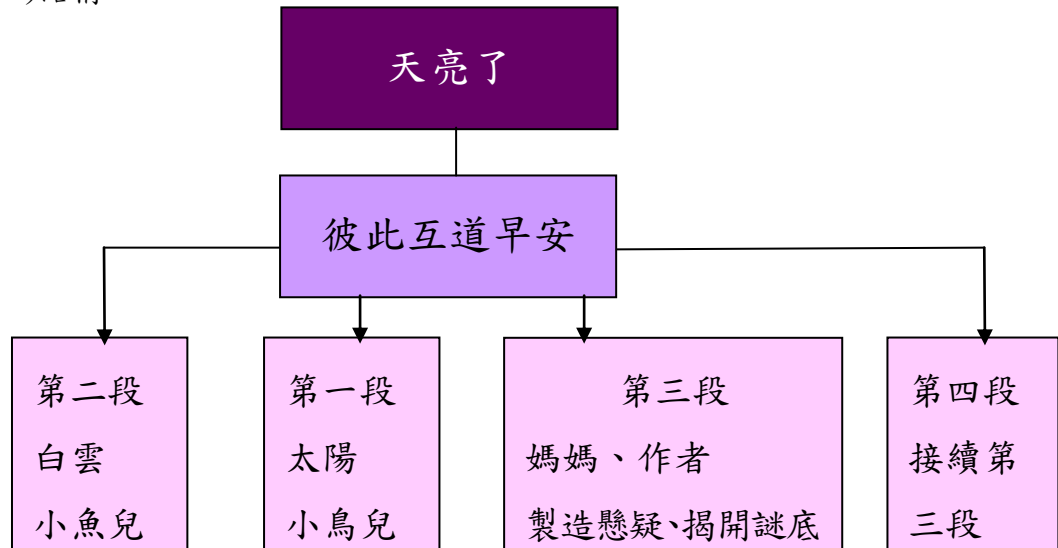 天亮了
彼此互道早安
第二段
白雲
小魚兒
第一段
太陽
小鳥兒
第三段
媽媽、作者
製造懸疑、揭開謎底
第四段
接續第
三段